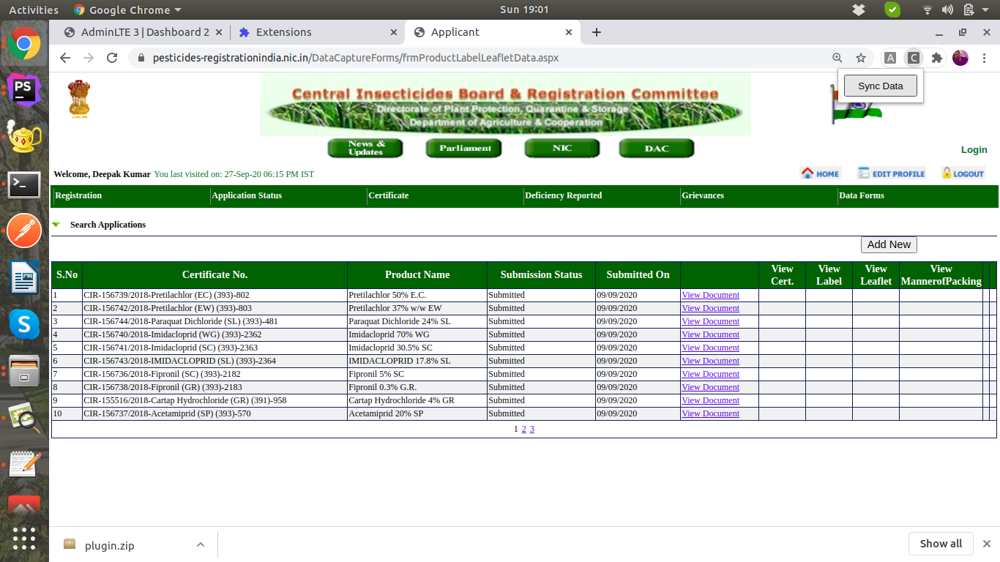 Activities Google Chrome Sun 19:01
AdminLTE 3 | Dashboard 2
Extensions
Applicant
pesticides-registrationindia.nic.in/DataCaptureForms/frmProductLabelLeafletData.aspx
A C
Sync Data
Central Insecticides Board & Registration Committee
Directorate of Plant Protection, Quarantine & Storage
Department of Agriculture & Cooperation
News & Updates Parliament NIC DAC
Login
Welcome, Deepak Kumar You last visited on: 27-Sep-20 06:15 PM IST HOME EDIT PROFILE LOGOUT
Registration Application Status Certificate Deficiency Reported Grievances Data Forms
Search Applications
Add New
S.No Certificate No. Product Name Submission Status Submitted On View Cert. View Label View Leaflet View MannerofPacking
1 CIR-156739/2018-Pretilachlor (EC) (393)-802 Pretilachlor 50% E.C. Submitted 09/09/2020 View Document
2 CIR-156742/2018-Pretilachlor (EW) (393)-803 Pretilachlor 37% w/w EW Submitted 09/09/2020 View Document
3 CIR-156744/2018-Paraquat Dichloride (SL) (393)-481 Paraquat Dichloride 24% SL Submitted 09/09/2020 View Document
4 CIR-156740/2018-Imidacloprid (WG) (393)-2362 Imidacloprid 70% WG Submitted 09/09/2020 View Document
5 CIR-156741/2018-Imidacloprid (SC) (393)-2363 Imidaclorid 30.5% SC Submitted 09/09/2020 View Document
6 CIR-156743/2018-IMIDACLOPRID (SL) (393)-2364 IMIDACLOPRID 17.8% SL Submitted 09/09/2020 View Document
7 CIR-156736/2018-Fipronil (SC) (393)-2182 Fipronil 5% SC Submitted 09/09/2020 View Document
8 CIR-156738/2018-Fipronil (GR) (393)-2183 Fipronil 0.3% G.R. Submitted 09/09/2020 View Document
9 CIR-155516/2018-Cartap Hydrochloride (GR) (391)-958 Cartap Hydrochloride 4% GR Submitted 09/09/2020 View Document
10 CIR-156737/2018-Acetamiprid (SP) (393)-570 Acetamiprid 20% SP Submitted 09/09/2020 View Document
1 2 3
plugin.zip
Show all
PS
S